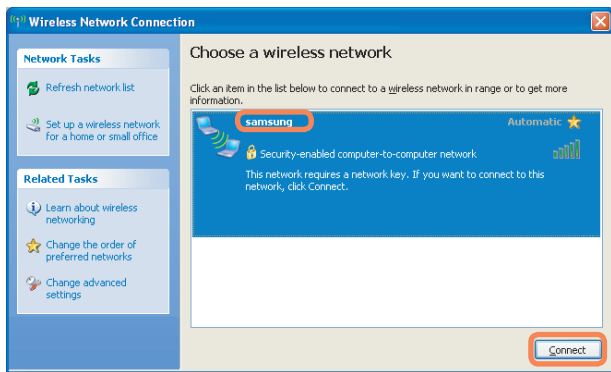 Wireless Network Connection
Network Tasks
Refresh network list
Set up a wireless network
for a home or small office
Related Tasks
Learn about wireless
networking
Change the order of
preferred networks
Change advanced
settings
Choose a wireless network
Click an item in the list below to connect to a wireless network in range or to get more
information.
samsung
Automatic
Security-enabled computer-to-computer network
This network requires a network key. If you want to connect to this
network, click Connect.
Connect